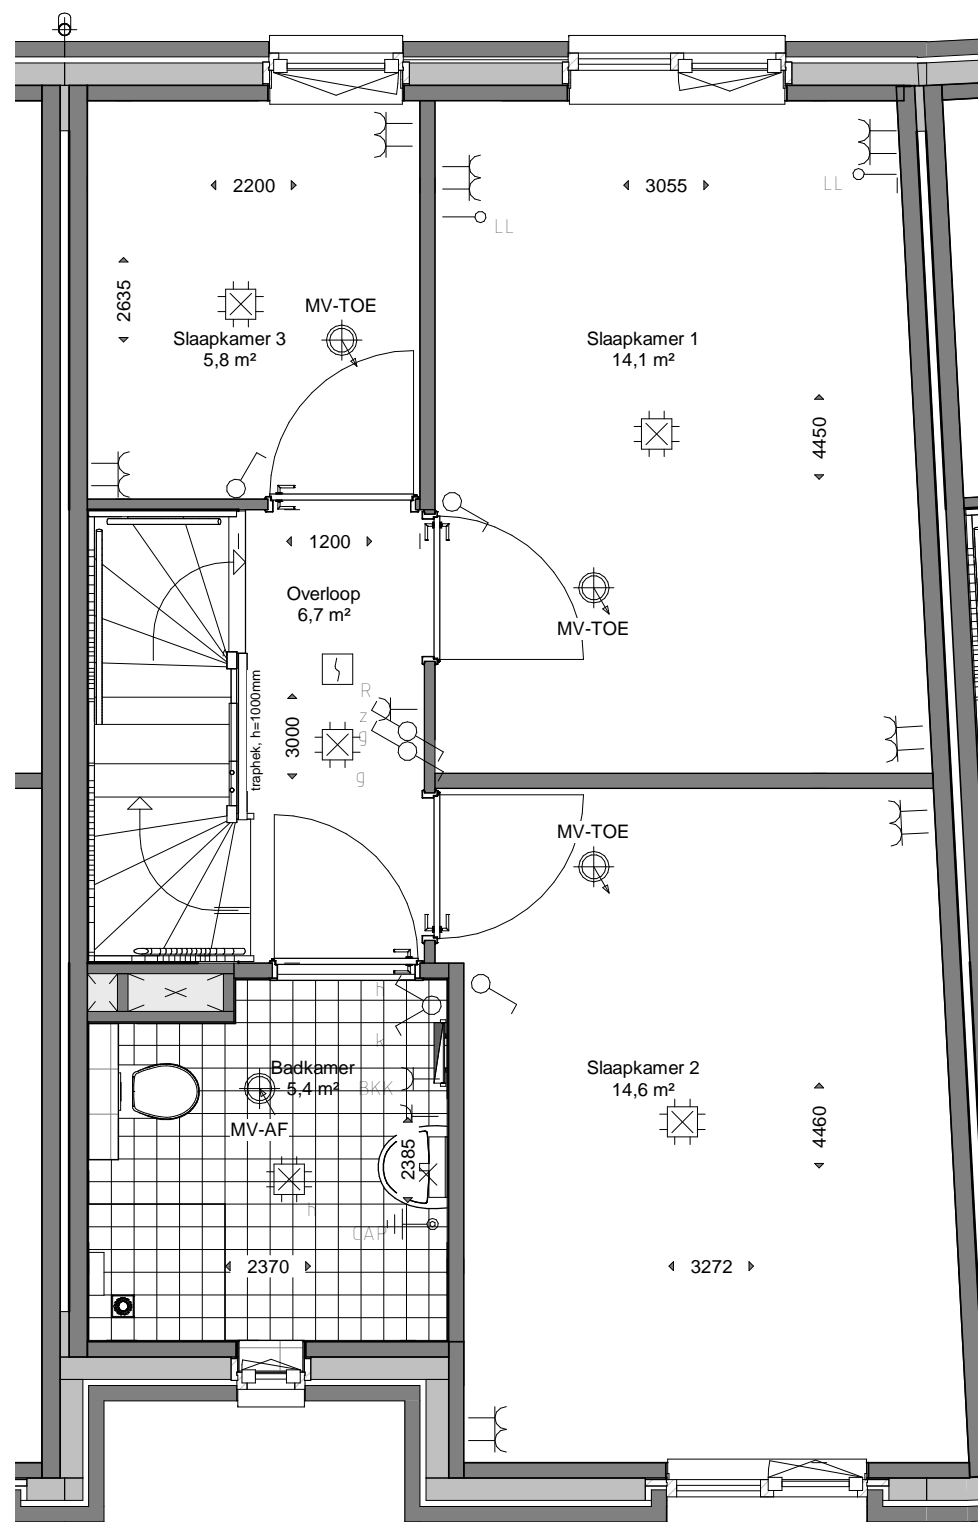 2200
3055
LL
LL
2635
MV-TOE
Slaapkamer 3
5,8 m²
Slaapkamer 1
14,1 m²
4450
1200
Overloop
6,7 m²
MV-TOE
traphek, h=1000mm
3000
R
z
g
g
MV-TOE
h
k
Badkamer
5,4 m²
BKK
MV-AF
Slaapkamer 2
14,6 m²
4460
2385
h
CAP
2370
3272